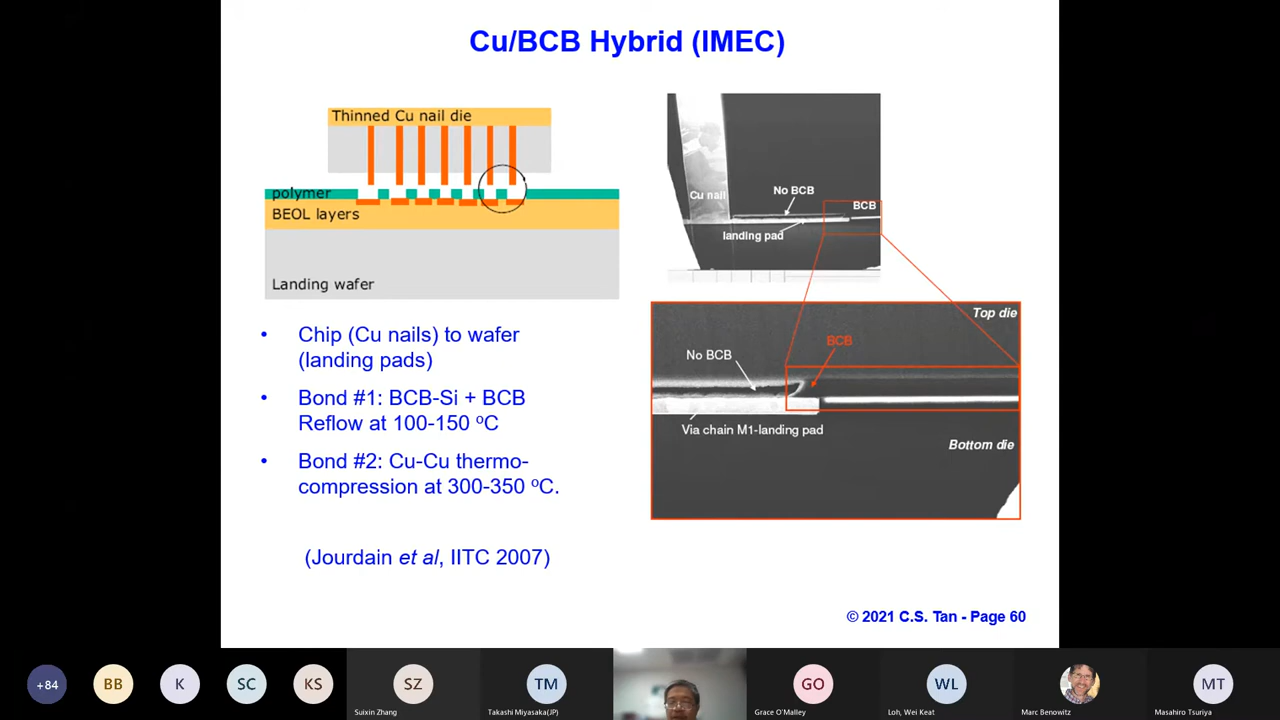 Cu/BCB Hybrid (IMEC)
Thinned Cu nail die
polymer
BEOL layers
Landing wafer
Cu nail
No BCB
BCB
landing pad
Top die
No BCB
BCB
Via chain M1-landing pad
Bottom die
• Chip (Cu nails) to wafer
(landing pads)
• Bond #1: BCB-Si + BCB
Reflow at 100-150 ºC
• Bond #2: Cu-Cu thermo-
compression at 300-350 ºC.
(Jourdain et al, IITC 2007)
© 2021 C.S. Tan - Page 60
+84
BB
K
SC
KS
SZ
Suixin Zhang
TM
Takashi Miyasaka(JP)
GO
Grace O'Malley
WL
Loh, Wei Keat
Marc Benowitz
MT
Masahiro Tsuriya